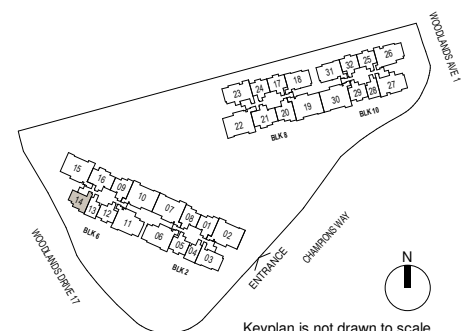 WOODLANDS AVE 1
23 24 17 18 31 32 25 26
22 21 20 19 30 29 28 27
BLK 8
BLK 10
15 16 09 10 07 08 01 02
14 13 12 11 06 05 04 03
BLK 6
BLK 2
WOODLANDS DRIVE 17
ENTRANCE
CHAMPIONS WAY
N
Keyplan is not drawn to scale